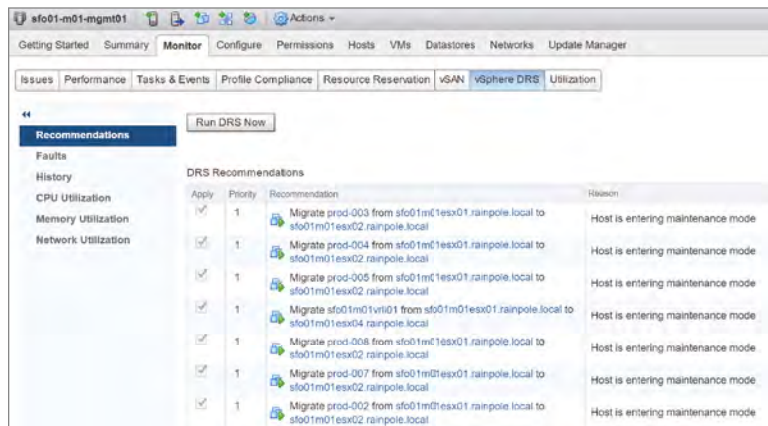 sfo01-m01-mgmt01 Actions
Getting Started Summary Monitor Configure Permissions Hosts VMs Datastores Networks Update Manager
Issues Performance Tasks & Events Profile Compliance Resource Reservation vSAN vSphere DRS Utilization
Recommendations
Faults
History
CPU Utilization
Memory Utilization
Network Utilization
Run DRS Now
DRS Recommendations
Apply Priority Recommendation Reason
1 Migrate prod-003 from sfo01m01esx01.rainpole.local to
sfo01m01esx02.rainpole.local
Host is entering maintenance mode
1 Migrate prod-004 from sfo01m01esx01.rainpole.local to
sfo01m01esx02.rainpole.local
Host is entering maintenance mode
1 Migrate prod-005 from sfo01m01esx01.rainpole.local to
sfo01m01esx02.rainpole.local
Host is entering maintenance mode
1 Migrate sfo01m01vrli01 from sfo01m01esx01.rainpole.local to
sfo01m01esx04.rainpole.local
Host is entering maintenance mode
1 Migrate prod-008 from sfo01m01esx01.rainpole.local to
sfo01m01esx02.rainpole.local
Host is entering maintenance mode
1 Migrate prod-007 from sfo01m01esx01.rainpole.local to
sfo01m01esx02.rainpole.local
Host is entering maintenance mode
1 Migrate prod-002 from sfo01m01esx01.rainpole.local to
sfo01m01esx02.rainpole.local
Host is entering maintenance mode